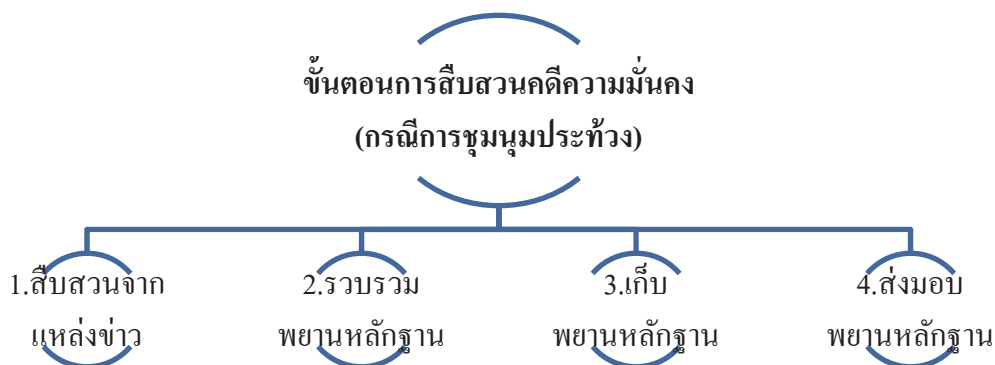 ขั้นตอนการสืบสวนคดีความมั่นคง
(กรณีการชุมนุมประท้วง)
1.สืบสวนจาก
แหล่งข่าว
2.รวบรวม
พยานหลักฐาน
3.เก็บ
พยานหลักฐาน
4.ส่งมอบ
พยานหลักฐาน